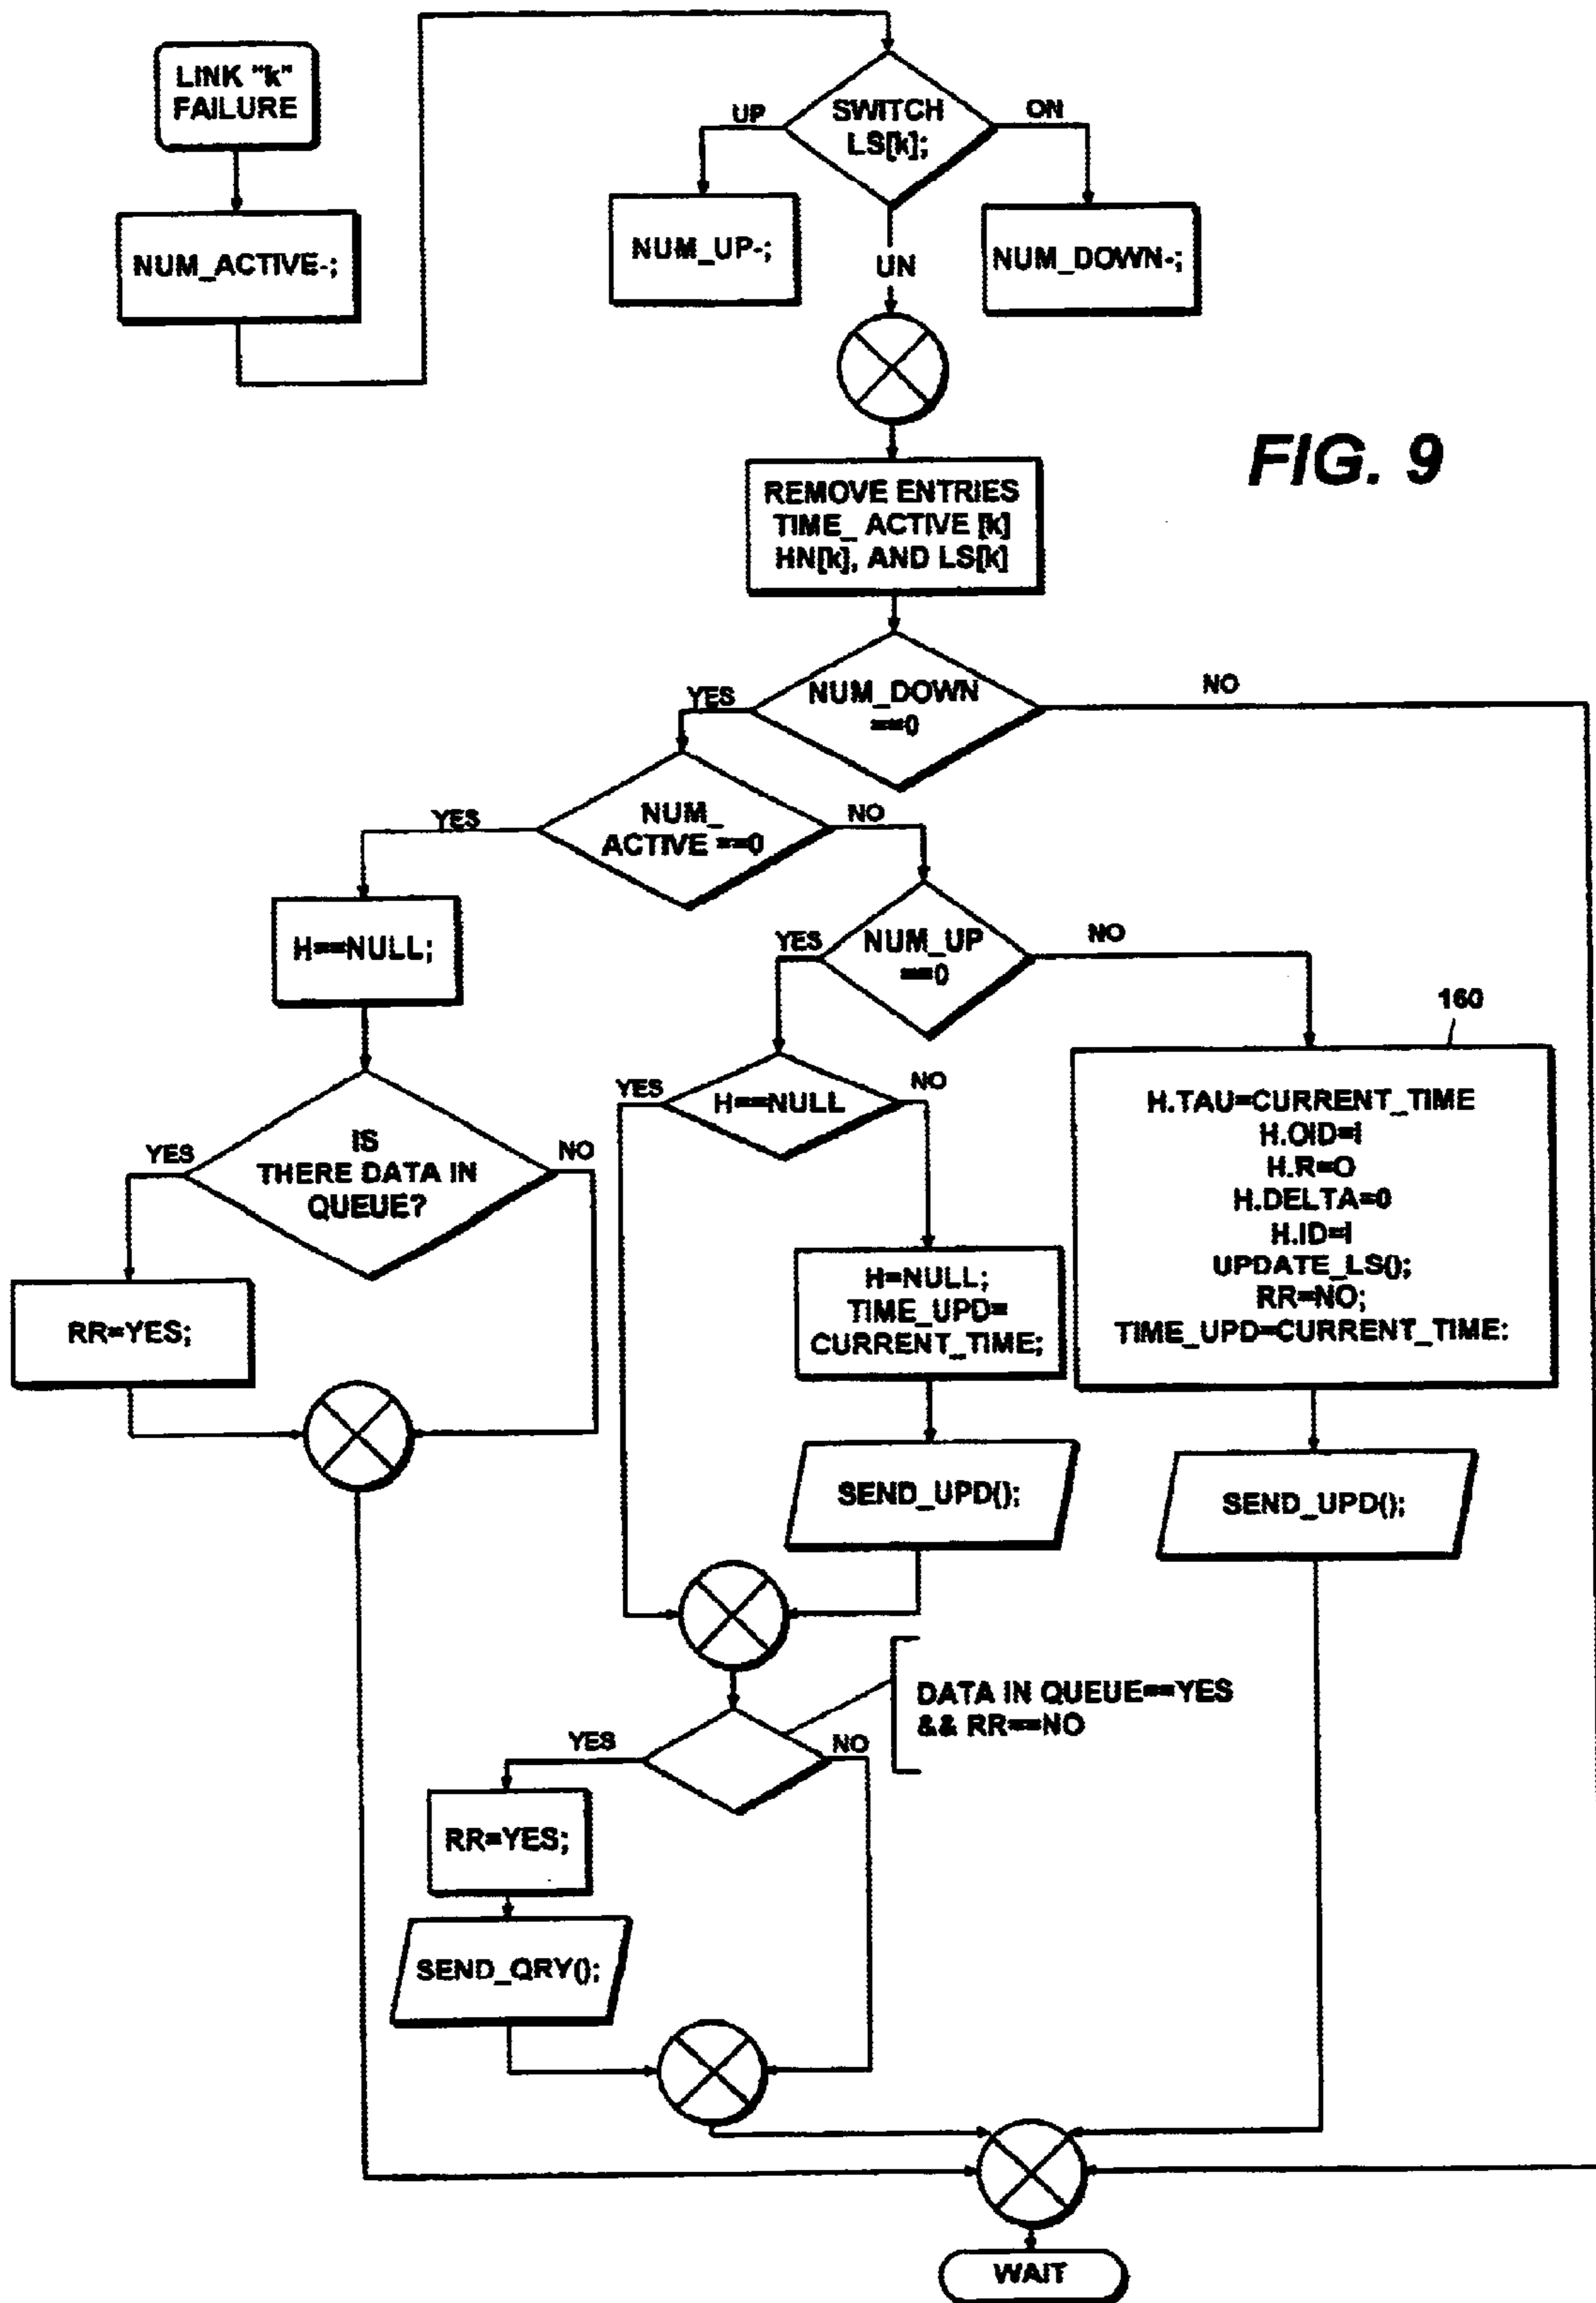 LINK "k"
FAILURE
NUM_ACTIVE-;
SWITCH
LS[k];
UP
ON
UN
NUM_UP-;
NUM_DOWN-;
FIG. 9
REMOVE ENTRIES
TIME_ ACTIVE [k]
HN[k], AND LS[k]
NUM_DOWN
==0
YES
NO
NUM_
ACTIVE ==0
YES
NO
H==NULL;
NUM_UP
==0
YES
NO
160
IS
THERE DATA IN
QUEUE?
YES
NO
H==NULL
YES
NO
H.TAU=CURRENT_TIME
H.OID=I
H.R=O
H.DELTA=0
H.ID=I
UPDATE_LS();
RR=NO;
TIME_UPD=CURRENT_TIME:
RR=YES;
H=NULL;
TIME_UPD=
CURRENT_TIME;
SEND_UPD();
SEND_UPD();
DATA IN QUEUE==YES
&& RR==NO
YES
NO
RR=YES;
SEND_QRY();
WAIT